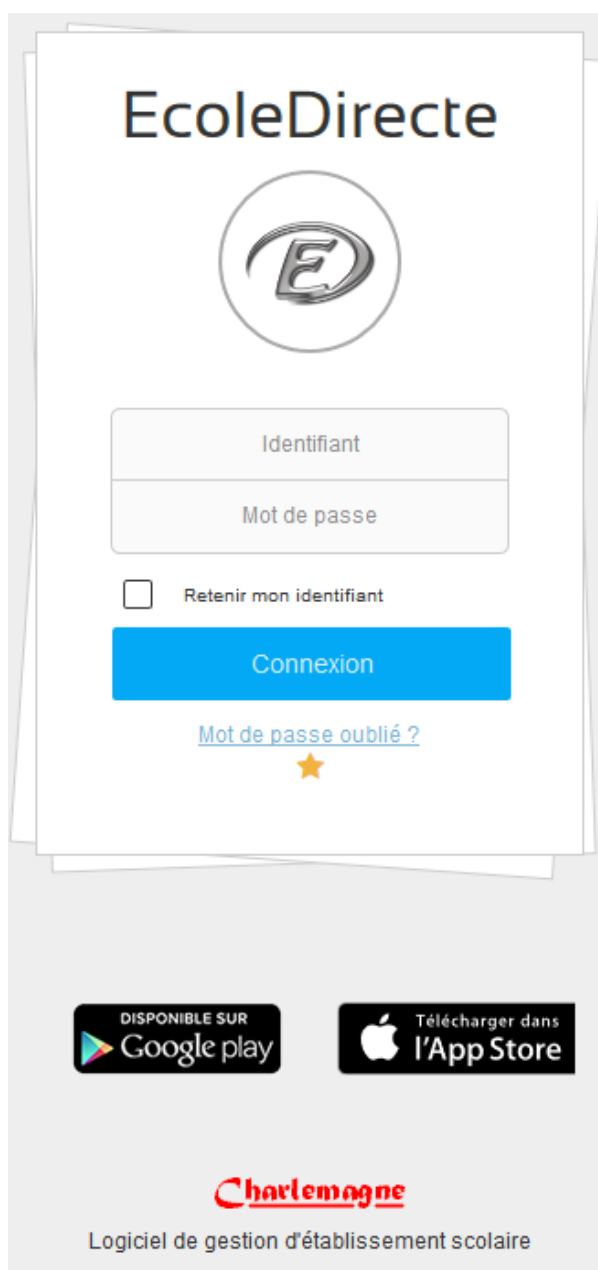 EcoleDirecte
E
Identifiant
Mot de passe
Retenir mon identifiant
Connexion
Mot de passe oublié ?
DISPONIBLE SUR
Google play
Télécharger dans
l'App Store
Charlemagne
Logiciel de gestion d'établissement scolaire